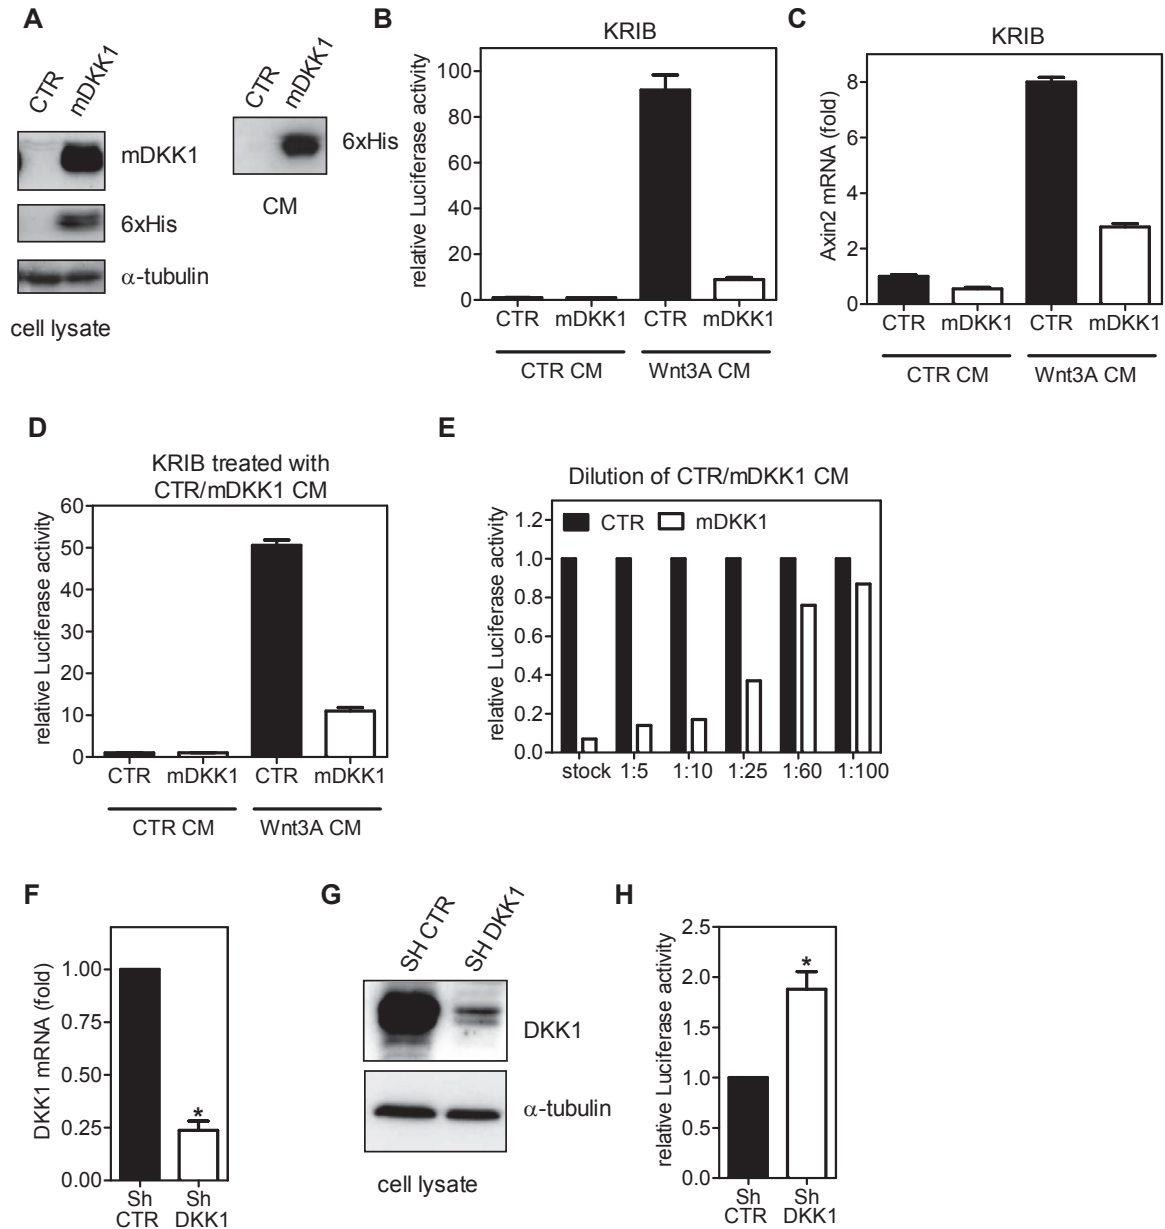 A
CTR
mDKK1
mDKK1
6xHis
α-tubulin
cell lysate
CTR
mDKK1
6xHis
CM
B
KRIB
relative Luciferase activity
100
80
60
40
20
0
CTR mDKK1 CTR mDKK1
CTR CM Wnt3A CM
C
KRIB
Axin2 mRNA (fold)
8
6
4
2
0
CTR mDKK1 CTR mDKK1
CTR CM Wnt3A CM
D
KRIB treated with
CTR/mDKK1 CM
relative Luciferase activity
60
50
40
30
20
10
0
CTR mDKK1 CTR mDKK1
CTR CM Wnt3A CM
E
Dilution of CTR/mDKK1 CM
CTR mDKK1
relative Luciferase activity
1.2
1.0
0.8
0.6
0.4
0.2
0.0
stock 1:5 1:10 1:25 1:60 1:100
F
DKK1 mRNA (fold)
1.00
0.75
0.50
0.25
0.00
*
Sh Sh
CTR DKK1
G
SH CTR
SH DKK1
DKK1
α-tubulin
cell lysate
H
relative Luciferase activity
2.5
2.0
1.5
1.0
0.5
0.0
*
Sh Sh
CTR DKK1